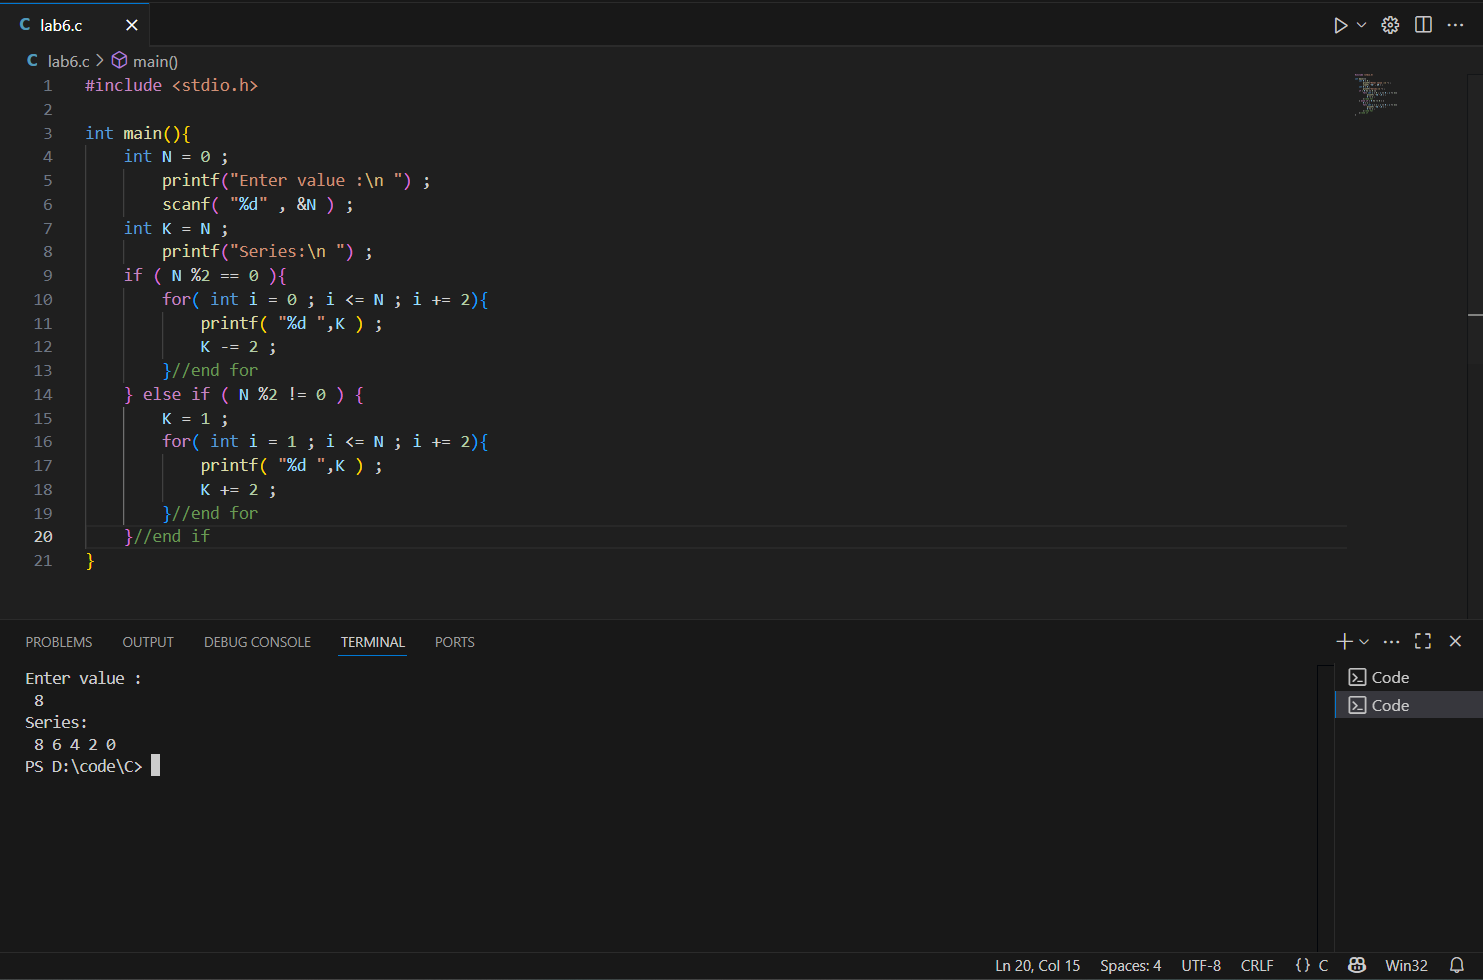 C lab6.c ×
C lab6.c > main()
1 #include <stdio.h>
2
3 int main(){
4     int N = 0 ;
5         printf("Enter value :\n ") ;
6         scanf( "%d" , &N ) ;
7     int K = N ;
8         printf("Series:\n ") ;
9     if ( N %2 == 0 ){
10         for( int i = 0 ; i <= N ; i += 2){
11             printf( "%d ",K ) ;
12             K -= 2 ;
13         }//end for
14     } else if ( N %2 != 0 ) {
15         K = 1 ;
16         for( int i = 1 ; i <= N ; i += 2){
17             printf( "%d ",K ) ;
18             K += 2 ;
19         }//end for
20     }//end if
21 }
PROBLEMS OUTPUT DEBUG CONSOLE TERMINAL PORTS
Enter value :
 8
Series:
 8 6 4 2 0
PS D:\code\C>
Code
Code
Ln 20, Col 15 Spaces: 4 UTF-8 CRLF {} C Win32